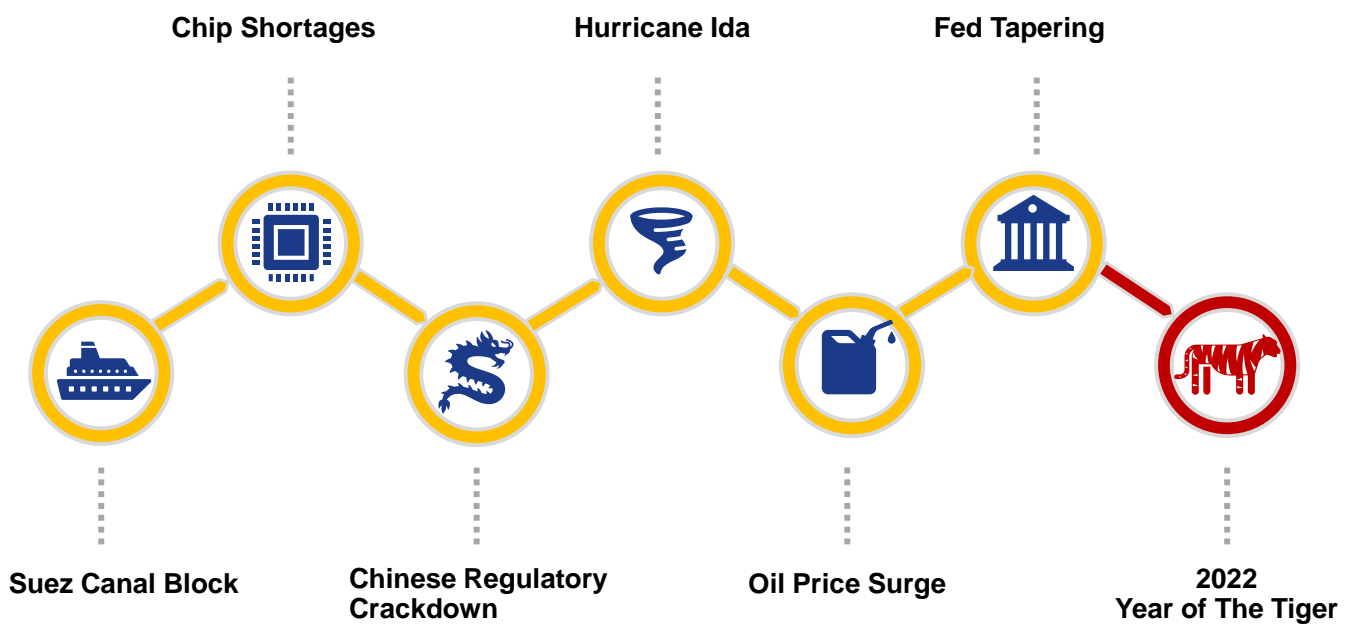 Chip Shortages
Hurricane Ida
Fed Tapering
Suez Canal Block
Chinese Regulatory
Crackdown
Oil Price Surge
2022
Year of The Tiger